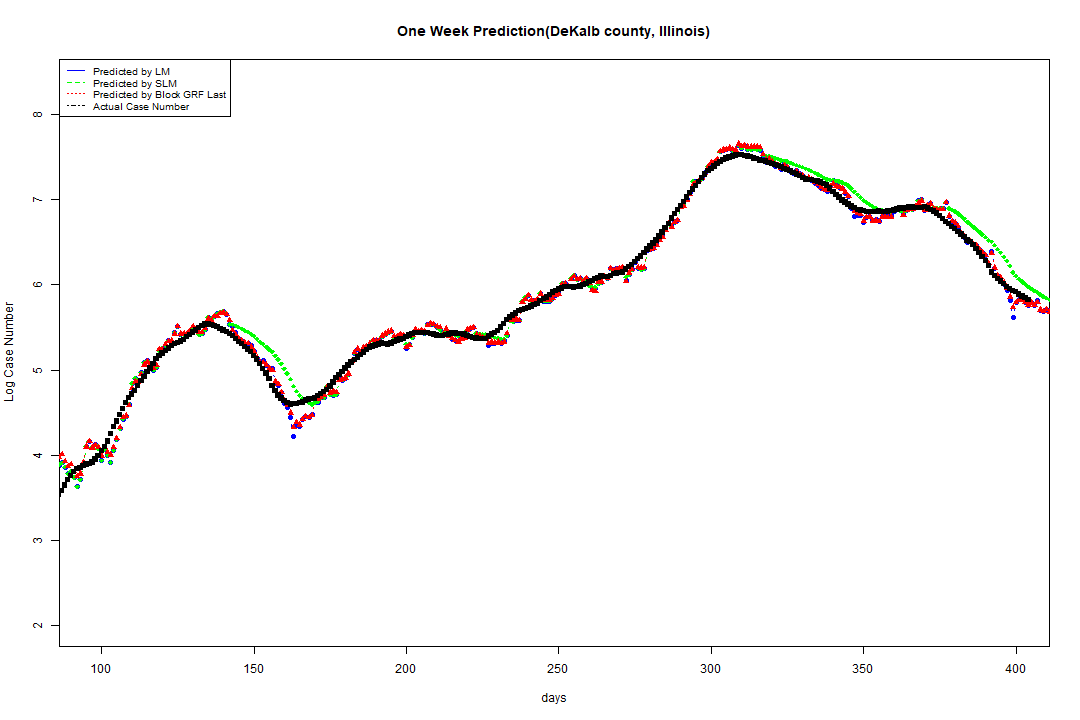 One Week Prediction(DeKalb county, Illinois)
Predicted by LM
Predicted by SLM
Predicted by Block GRF Last
Actual Case Number
8
7
6
5
4
3
2
Log Case Number
100 150 200 250 300 350 400
days